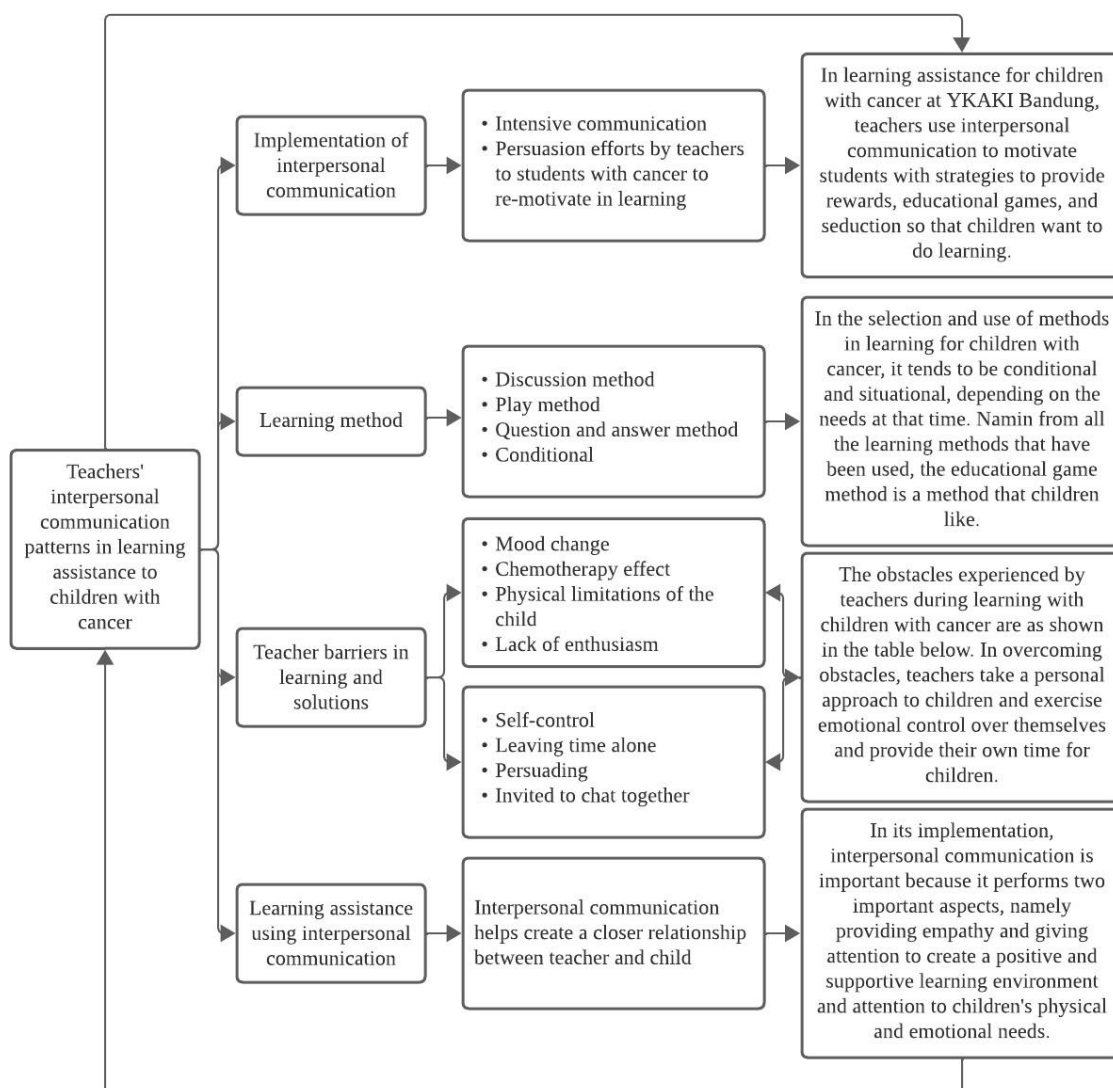 Teachers'
interpersonal
communication
patterns in learning
assistance to
children with
cancer
Implementation of
interpersonal
communication
• Intensive communication
• Persuasion efforts by teachers
to students with cancer to
re-motivate in learning
In learning assistance for children
with cancer at YKAKI Bandung,
teachers use interpersonal
communication to motivate
students with strategies to provide
rewards, educational games, and
seduction so that children want to
do learning.
Learning method
• Discussion method
• Play method
• Question and answer method
• Conditional
In the selection and use of methods
in learning for children with
cancer, it tends to be conditional
and situational, depending on the
needs at that time. Namin from all
the learning methods that have
been used, the educational game
method is a method that children
like.
Teacher barriers in
learning and
solutions
• Mood change
• Chemotherapy effect
• Physical limitations of the
child
• Lack of enthusiasm
• Self-control
• Leaving time alone
• Persuading
• Invited to chat together
The obstacles experienced by
teachers during learning with
children with cancer are as shown
in the table below. In overcoming
obstacles, teachers take a personal
approach to children and exercise
emotional control over themselves
and provide their own time for
children.
Learning assistance
using interpersonal
communication
Interpersonal communication
helps create a closer relationship
between teacher and child
In its implementation,
interpersonal communication is
important because it performs two
important aspects, namely
providing empathy and giving
attention to create a positive and
supportive learning environment
and attention to children's physical
and emotional needs.